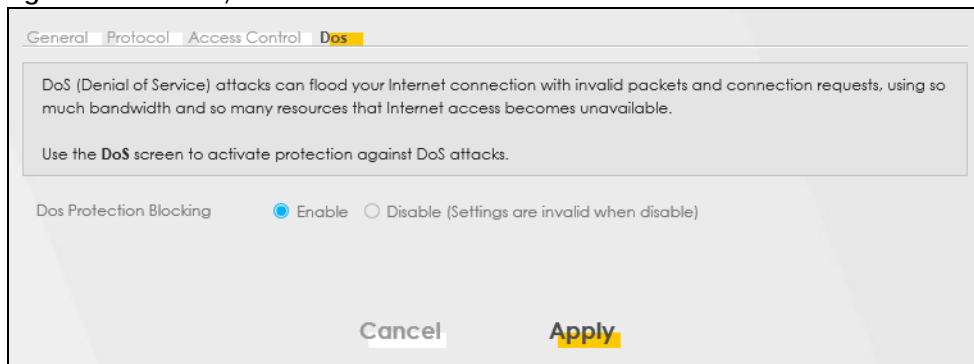 General Protocol Access Control Dos
DoS (Denial of Service) attacks can flood your Internet connection with invalid packets and connection requests, using so
much bandwidth and so many resources that Internet access becomes unavailable.
Use the DoS screen to activate protection against DoS attacks.
Dos Protection Blocking Enable Disable (Settings are invalid when disable)
Cancel Apply